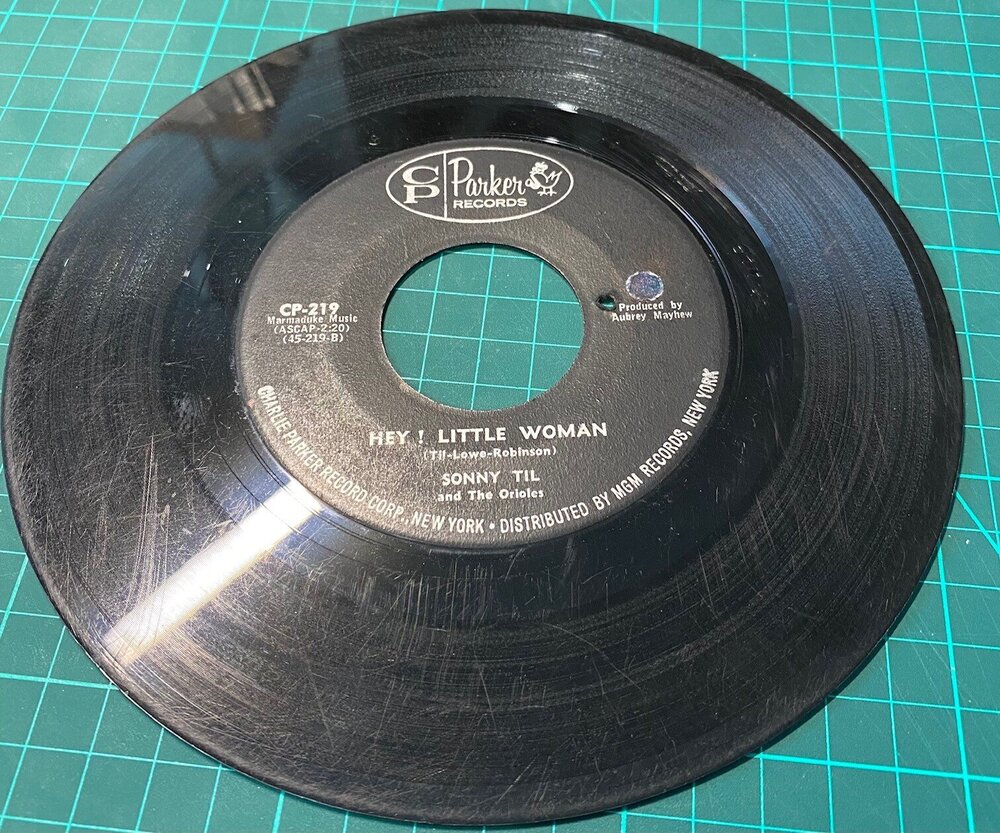 CP
Parker
RECORDS
CP-219
Marmaduke Music
(ASCAP-2:20)
(45-219-B)
Produced by
Aubrey Mayhew
HEY ! LITTLE WOMAN
(Til-Lowe-Robinson)
SONNY TIL
and The Orioles
CHARLIE PARKER RECORD CORP., NEW YORK • DISTRIBUTED BY MGM RECORDS, NEW YORK